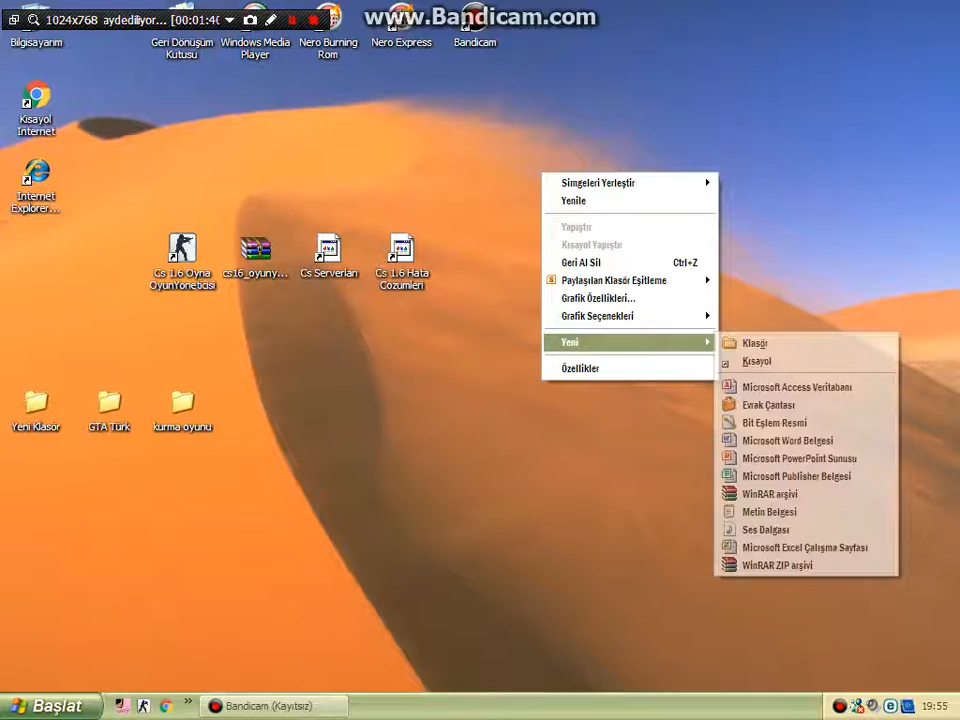 1024x768 aydediliyor... [00:01:4
www.Bandicam.com
Bilgisayarım
Geri Dönüşüm
Kutusu
Windows Media
Player
Nero Burning
Rom
Nero Express
Bandicam
Kısayol
Internet
Internet
Explorer...
Cs 1.6 Oyna
OyunYoneticisi
cs16_oyuny...
Cs Serverları
Cs 1.6 Hata
Cozumleri
Yeni Klasör
GTA Türk
kurma oyunu
Simgeleri Yerleştir
Yenile
Yapıştır
Kısayol Yapıştır
Geri Al Sil Ctrl+Z
Paylaşılan Klasör Eşitleme
Grafik Özellikleri...
Grafik Seçenekleri
Yeni
Özellikler
Klasör
Kısayol
Microsoft Access Veritabanı
Evrak Çantası
Bit Eşlem Resmi
Microsoft Word Belgesi
Microsoft PowerPoint Sunusu
Microsoft Publisher Belgesi
WinRAR arşivi
Metin Belgesi
Ses Dalgası
Microsoft Excel Çalışma Sayfası
WinRAR ZIP arşivi
Başlat
Bandicam (Kayıtsız)
19:55